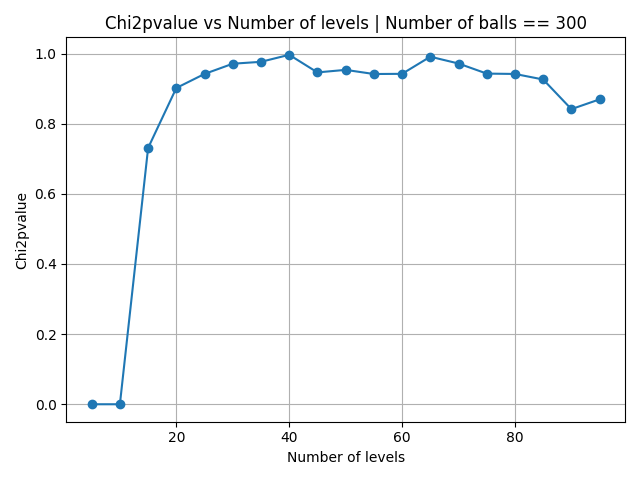 Chi2pvalue vs Number of levels | Number of balls == 300
1.0
0.8
0.6
0.4
0.2
0.0
Chi2pvalue
20 40 60 80
Number of levels